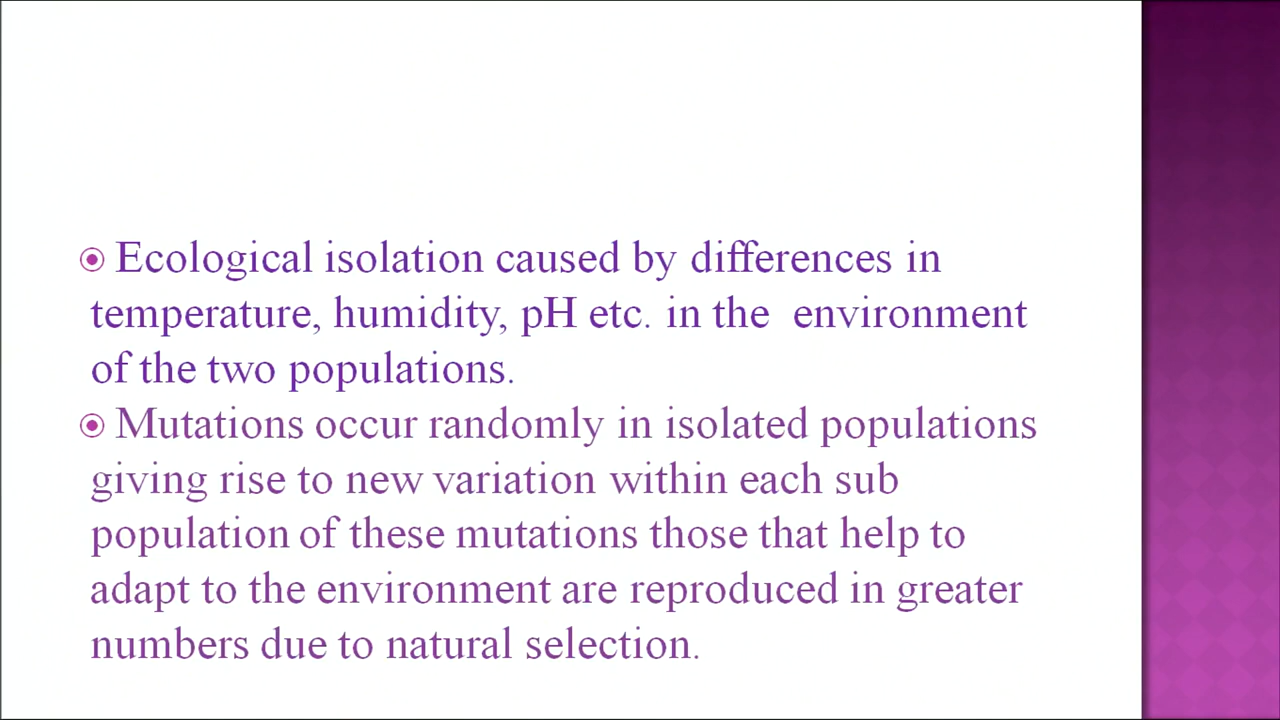 Ecological isolation caused by differences in
temperature, humidity, pH etc. in the environment
of the two populations.
Mutations occur randomly in isolated populations
giving rise to new variation within each sub
population of these mutations those that help to
adapt to the environment are reproduced in greater
numbers due to natural selection.